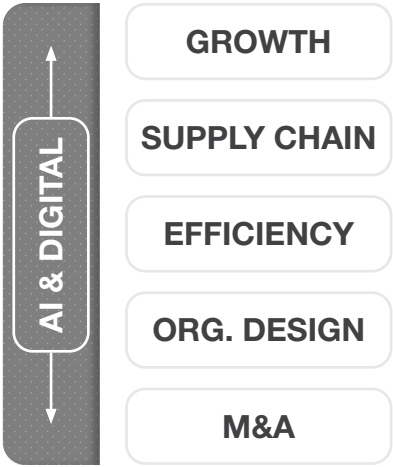 AI & DIGITAL
GROWTH
SUPPLY CHAIN
EFFICIENCY
ORG. DESIGN
M&A